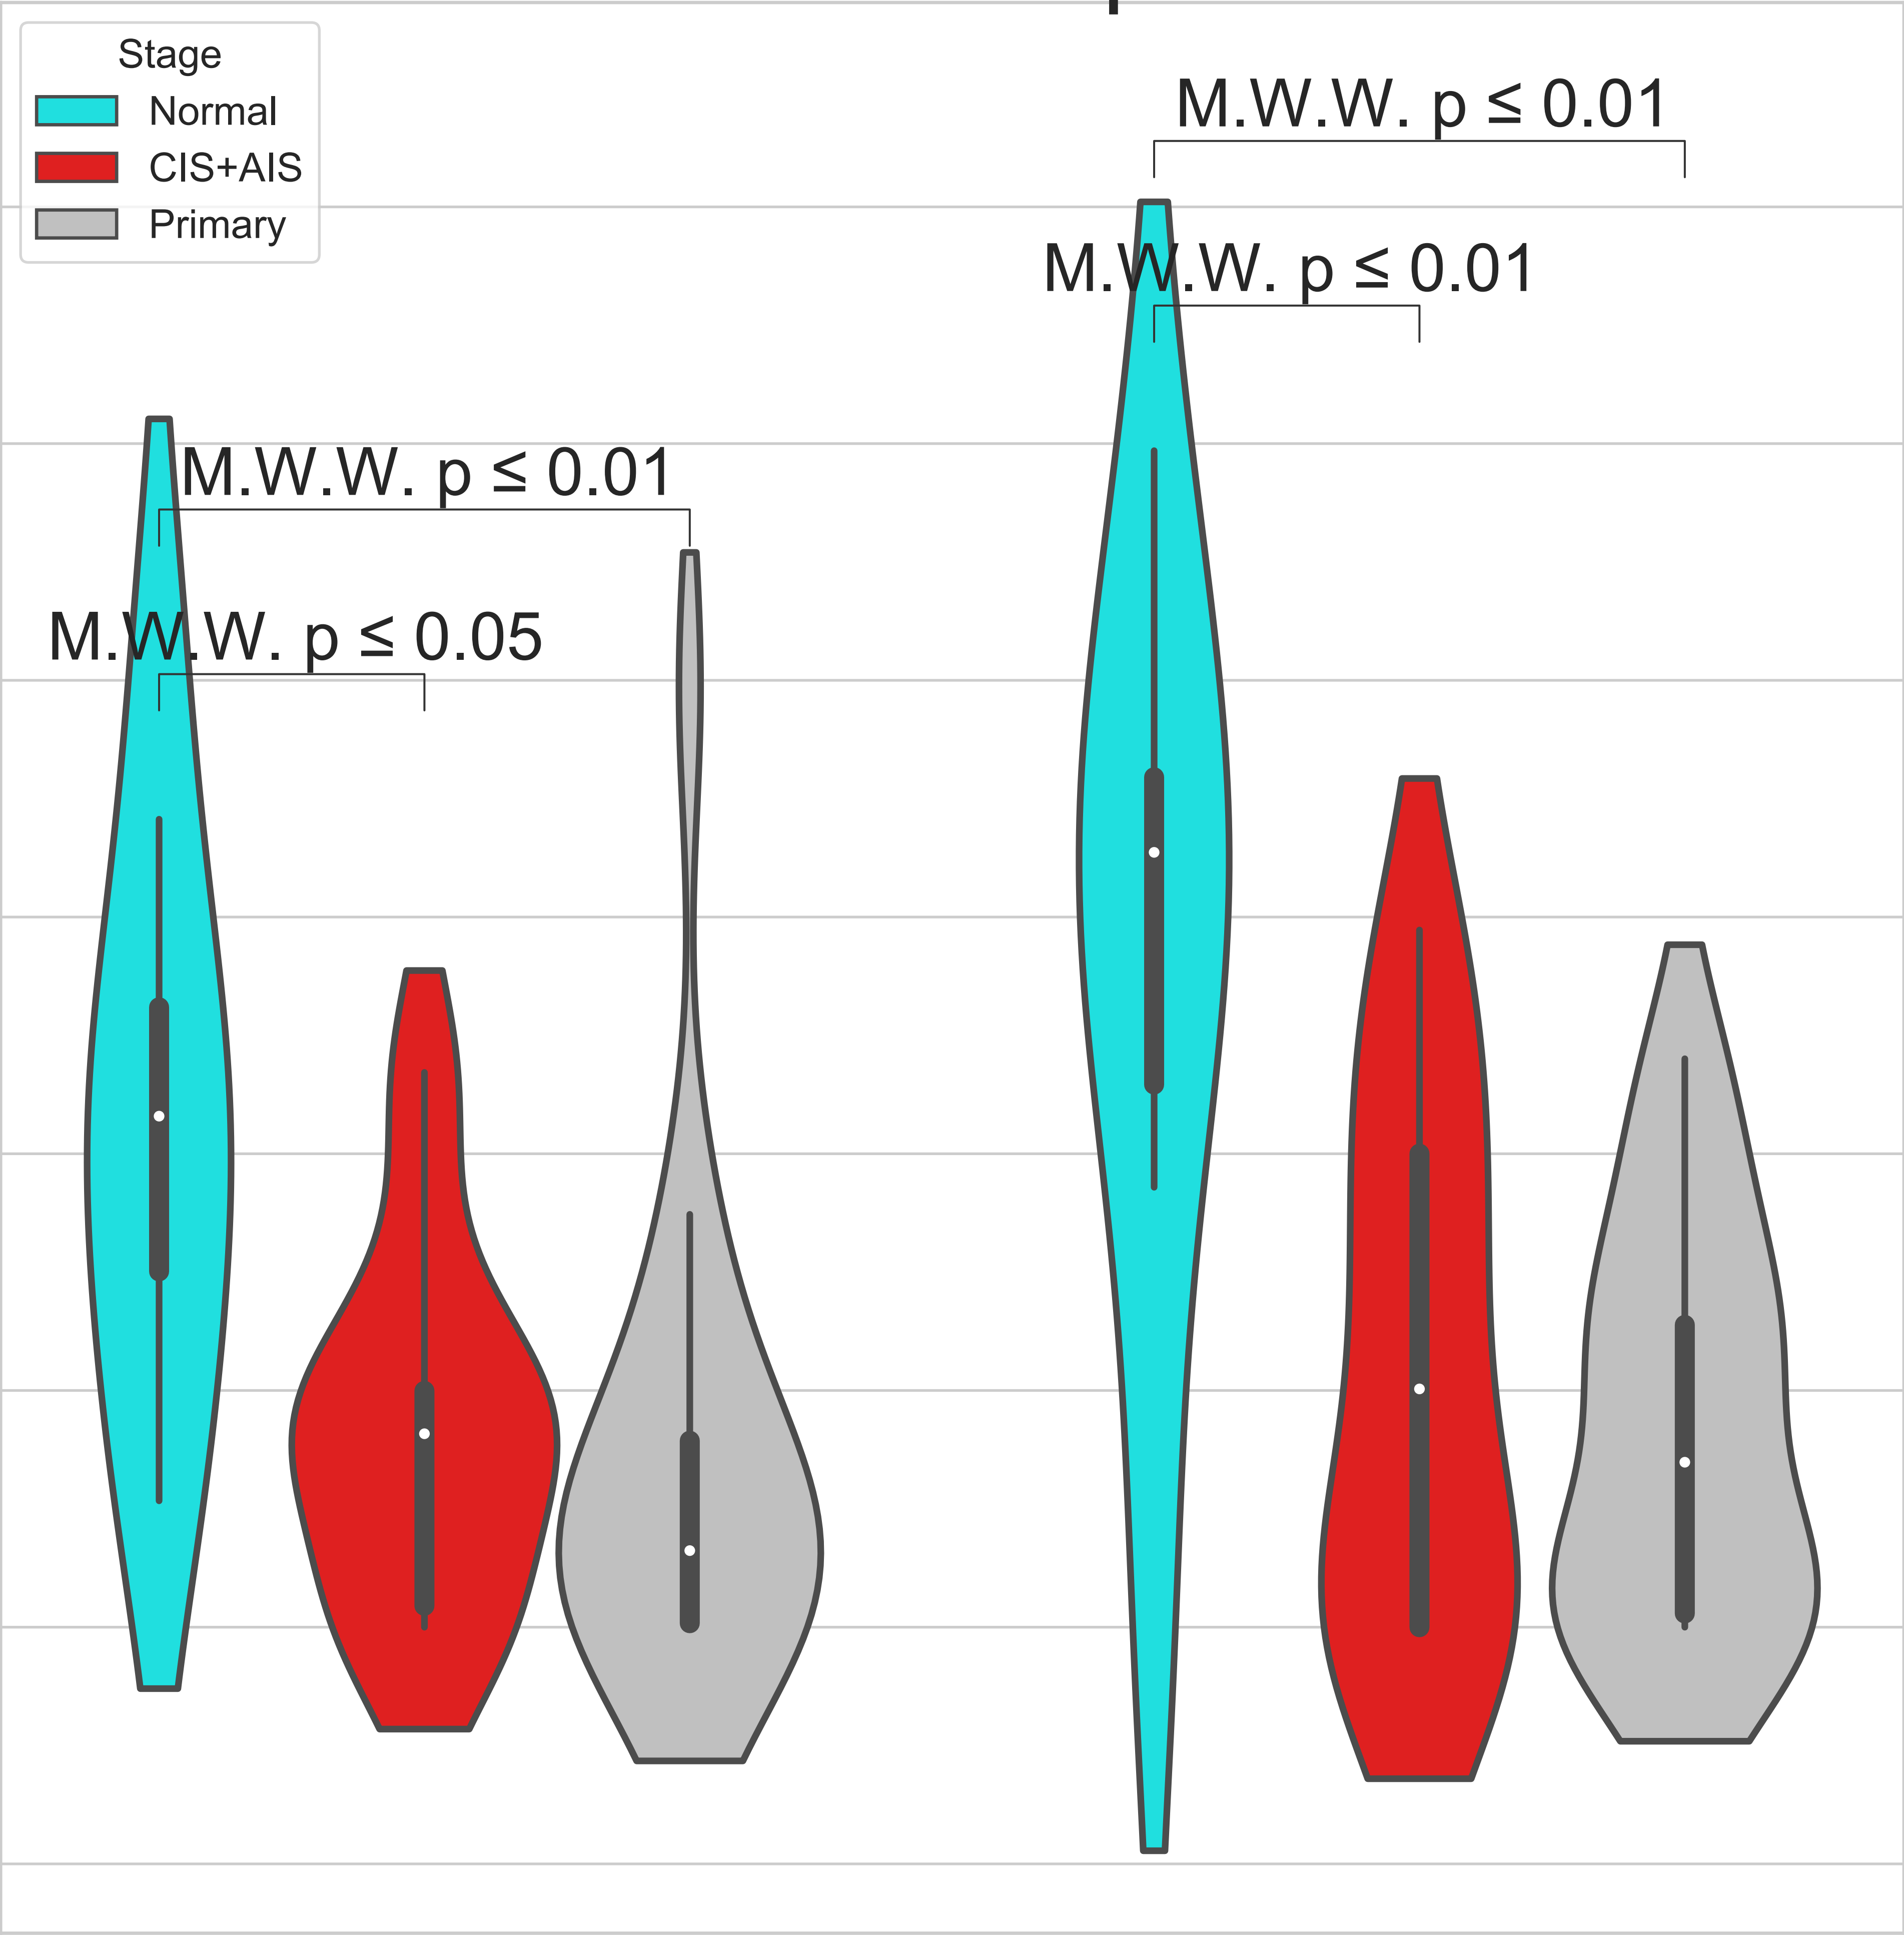 Stage
Normal
CIS+AIS
Primary
M.W.W. p ≤ 0.01
M.W.W. p ≤ 0.01
M.W.W. p ≤ 0.01
M.W.W. p ≤ 0.05